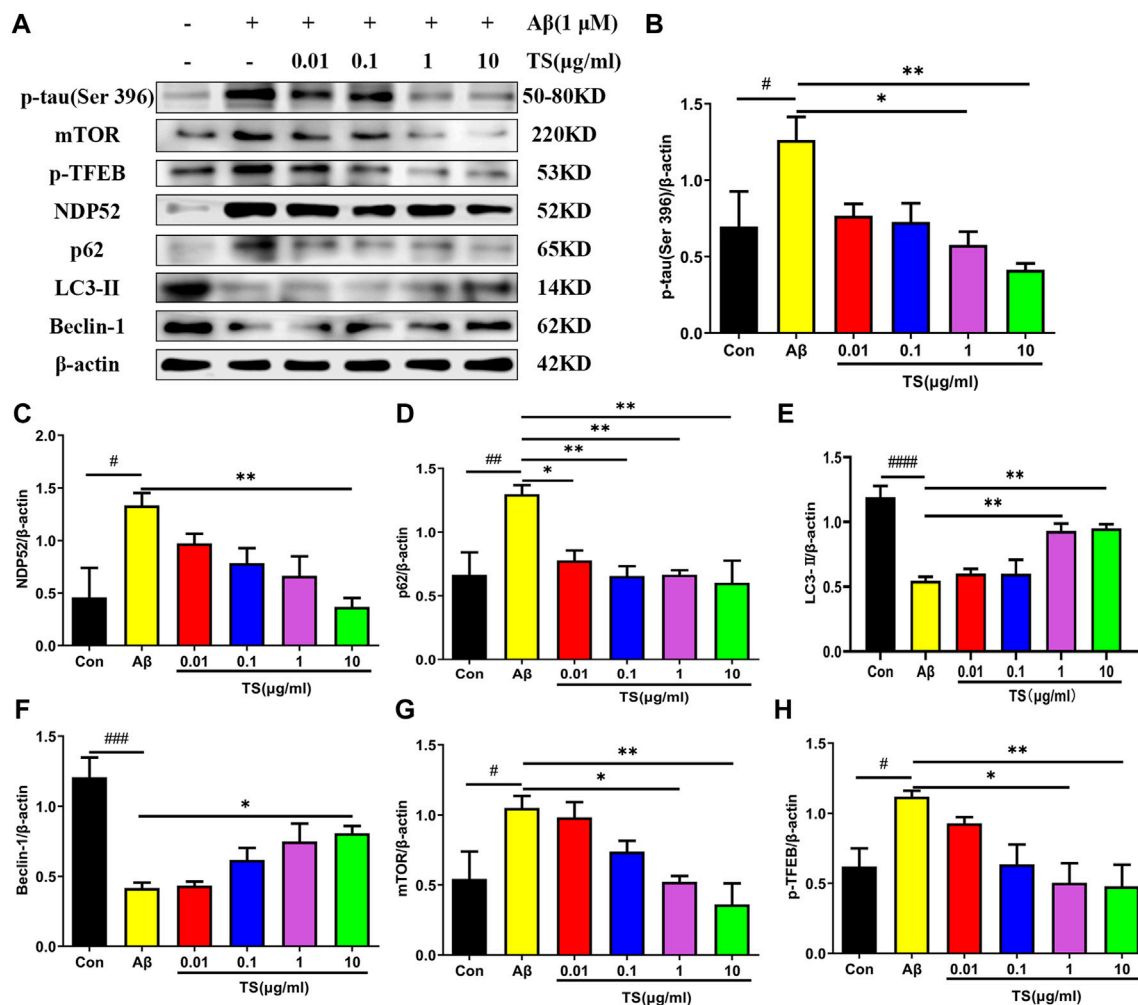 A
- + + + + + Aβ(1 μM)
- - 0.01 0.1 1 10 TS(μg/ml)
p-tau(Ser 396) 50-80KD
mTOR 220KD
p-TFEB 53KD
NDP52 52KD
p62 65KD
LC3-II 14KD
Beclin-1 62KD
β-actin 42KD
B
p-tau(Ser 396)/β-actin
1.5
1.0
0.5
0.0
# * **
Con Aβ 0.01 0.1 1 10
TS(μg/ml)
C
NDP52/β-actin
2.0
1.5
1.0
0.5
0.0
# **
Con Aβ 0.01 0.1 1 10
TS(μg/ml)
D
p62/β-actin
1.5
1.0
0.5
0.0
## * ** ** **
Con Aβ 0.01 0.1 1 10
TS(μg/ml)
E
LC3- II/β-actin
1.5
1.0
0.5
0.0
#### ** **
Con Aβ 0.01 0.1 1 10
TS(μg/ml)
F
Beclin-1/β-actin
1.5
1.0
0.5
0.0
### *
Con Aβ 0.01 0.1 1 10
TS(μg/ml)
G
mTOR/β-actin
1.5
1.0
0.5
0.0
# * **
Con Aβ 0.01 0.1 1 10
TS(μg/ml)
H
p-TFEB/β-actin
1.5
1.0
0.5
0.0
# * **
Con Aβ 0.01 0.1 1 10
TS(μg/ml)